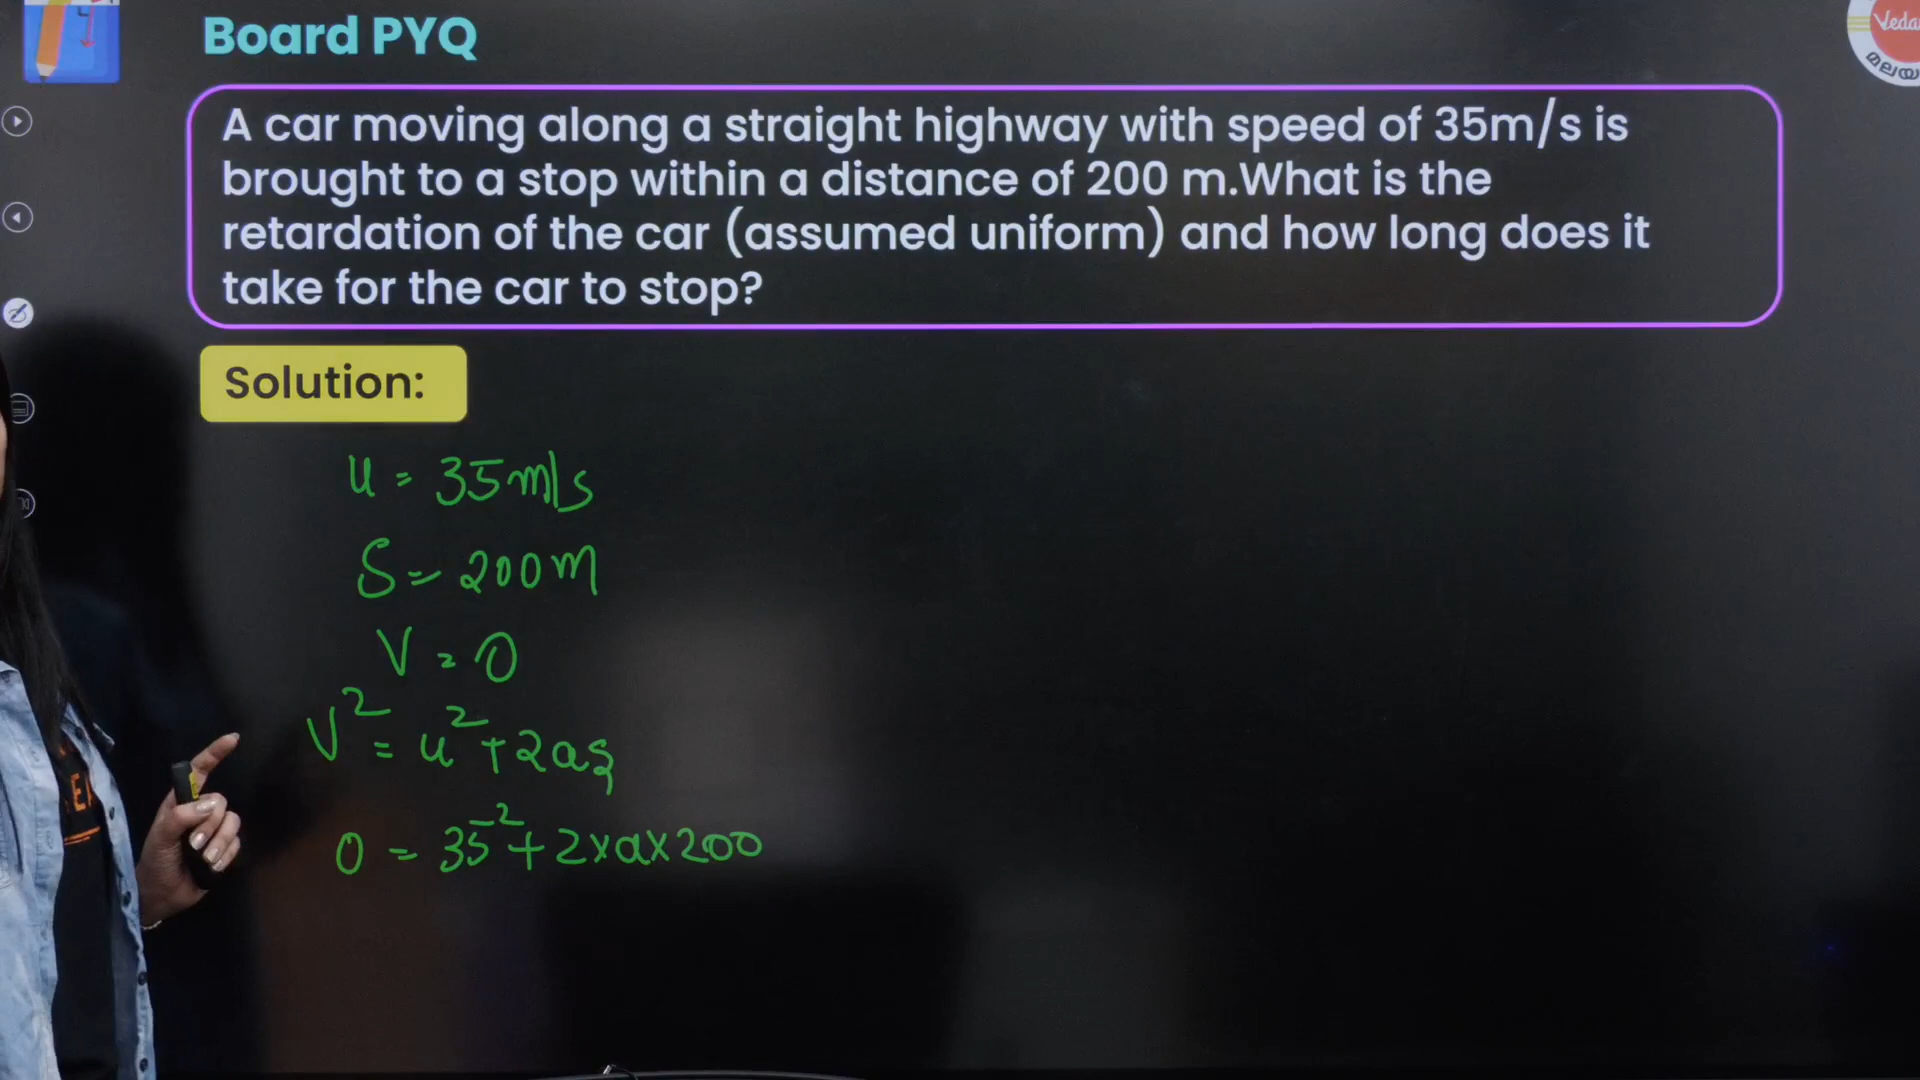 Board PYQ
A car moving along a straight highway with speed of 35m/s is
brought to a stop within a distance of 200 m.What is the
retardation of the car (assumed uniform) and how long does it
take for the car to stop?
Solution:
u = 35m/s
S = 200m
V = 0
V² = u² + 2as
0 = 35² + 2×a×200